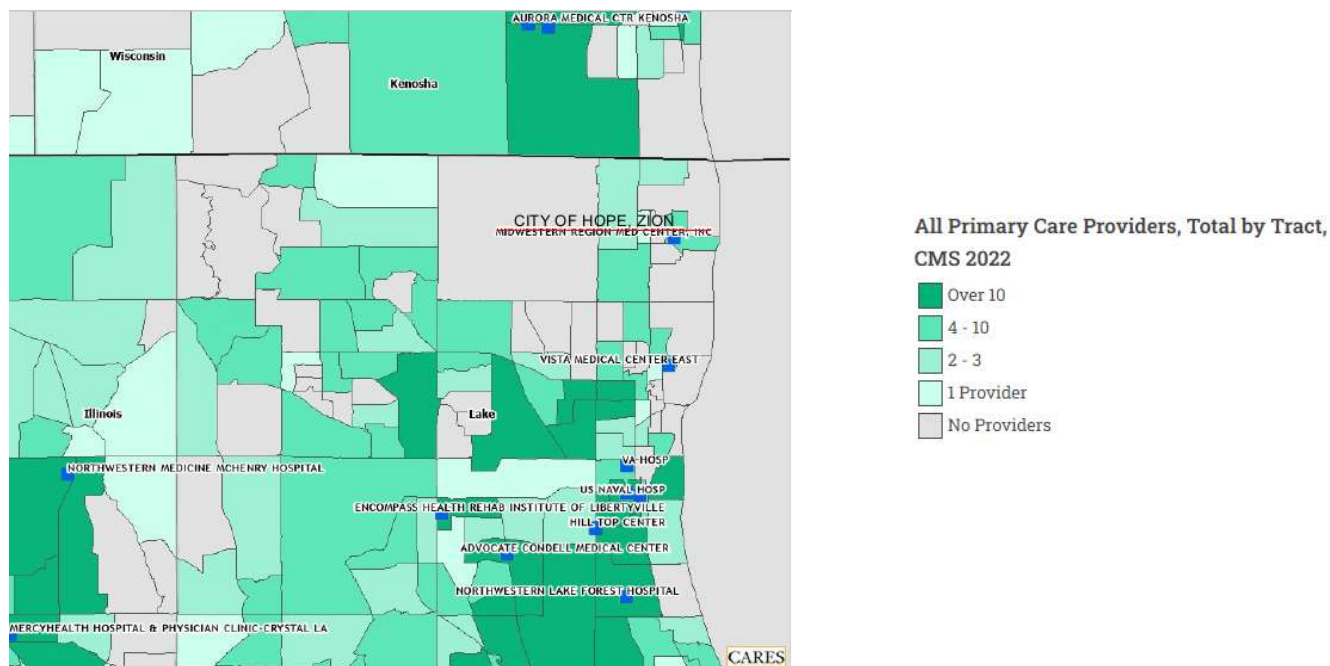 AURORA MEDICAL CTR KENOSHA
Wisconsin
Kenosha
CITY OF HOPE, ZION
MIDWESTERN REGION MED CENTER, INC
VISTA MEDICAL CENTER EAST
Illinois
Lake
VA HOSP
NORTHWESTERN MEDICINE MCHENRY HOSPITAL
US NAVAL HOSP
ENCOMPASS HEALTH REHAB INSTITUTE OF LIBERTYVILLE
HILL TOP CENTER
ADVOCATE CONDELL MEDICAL CENTER
NORTHWESTERN LAKE FOREST HOSPITAL
MERCYHEALTH HOSPITAL & PHYSICIAN CLINIC-CRYSTAL LA
CARES
All Primary Care Providers, Total by Tract,
CMS 2022
Over 10
4 - 10
2 - 3
1 Provider
No Providers